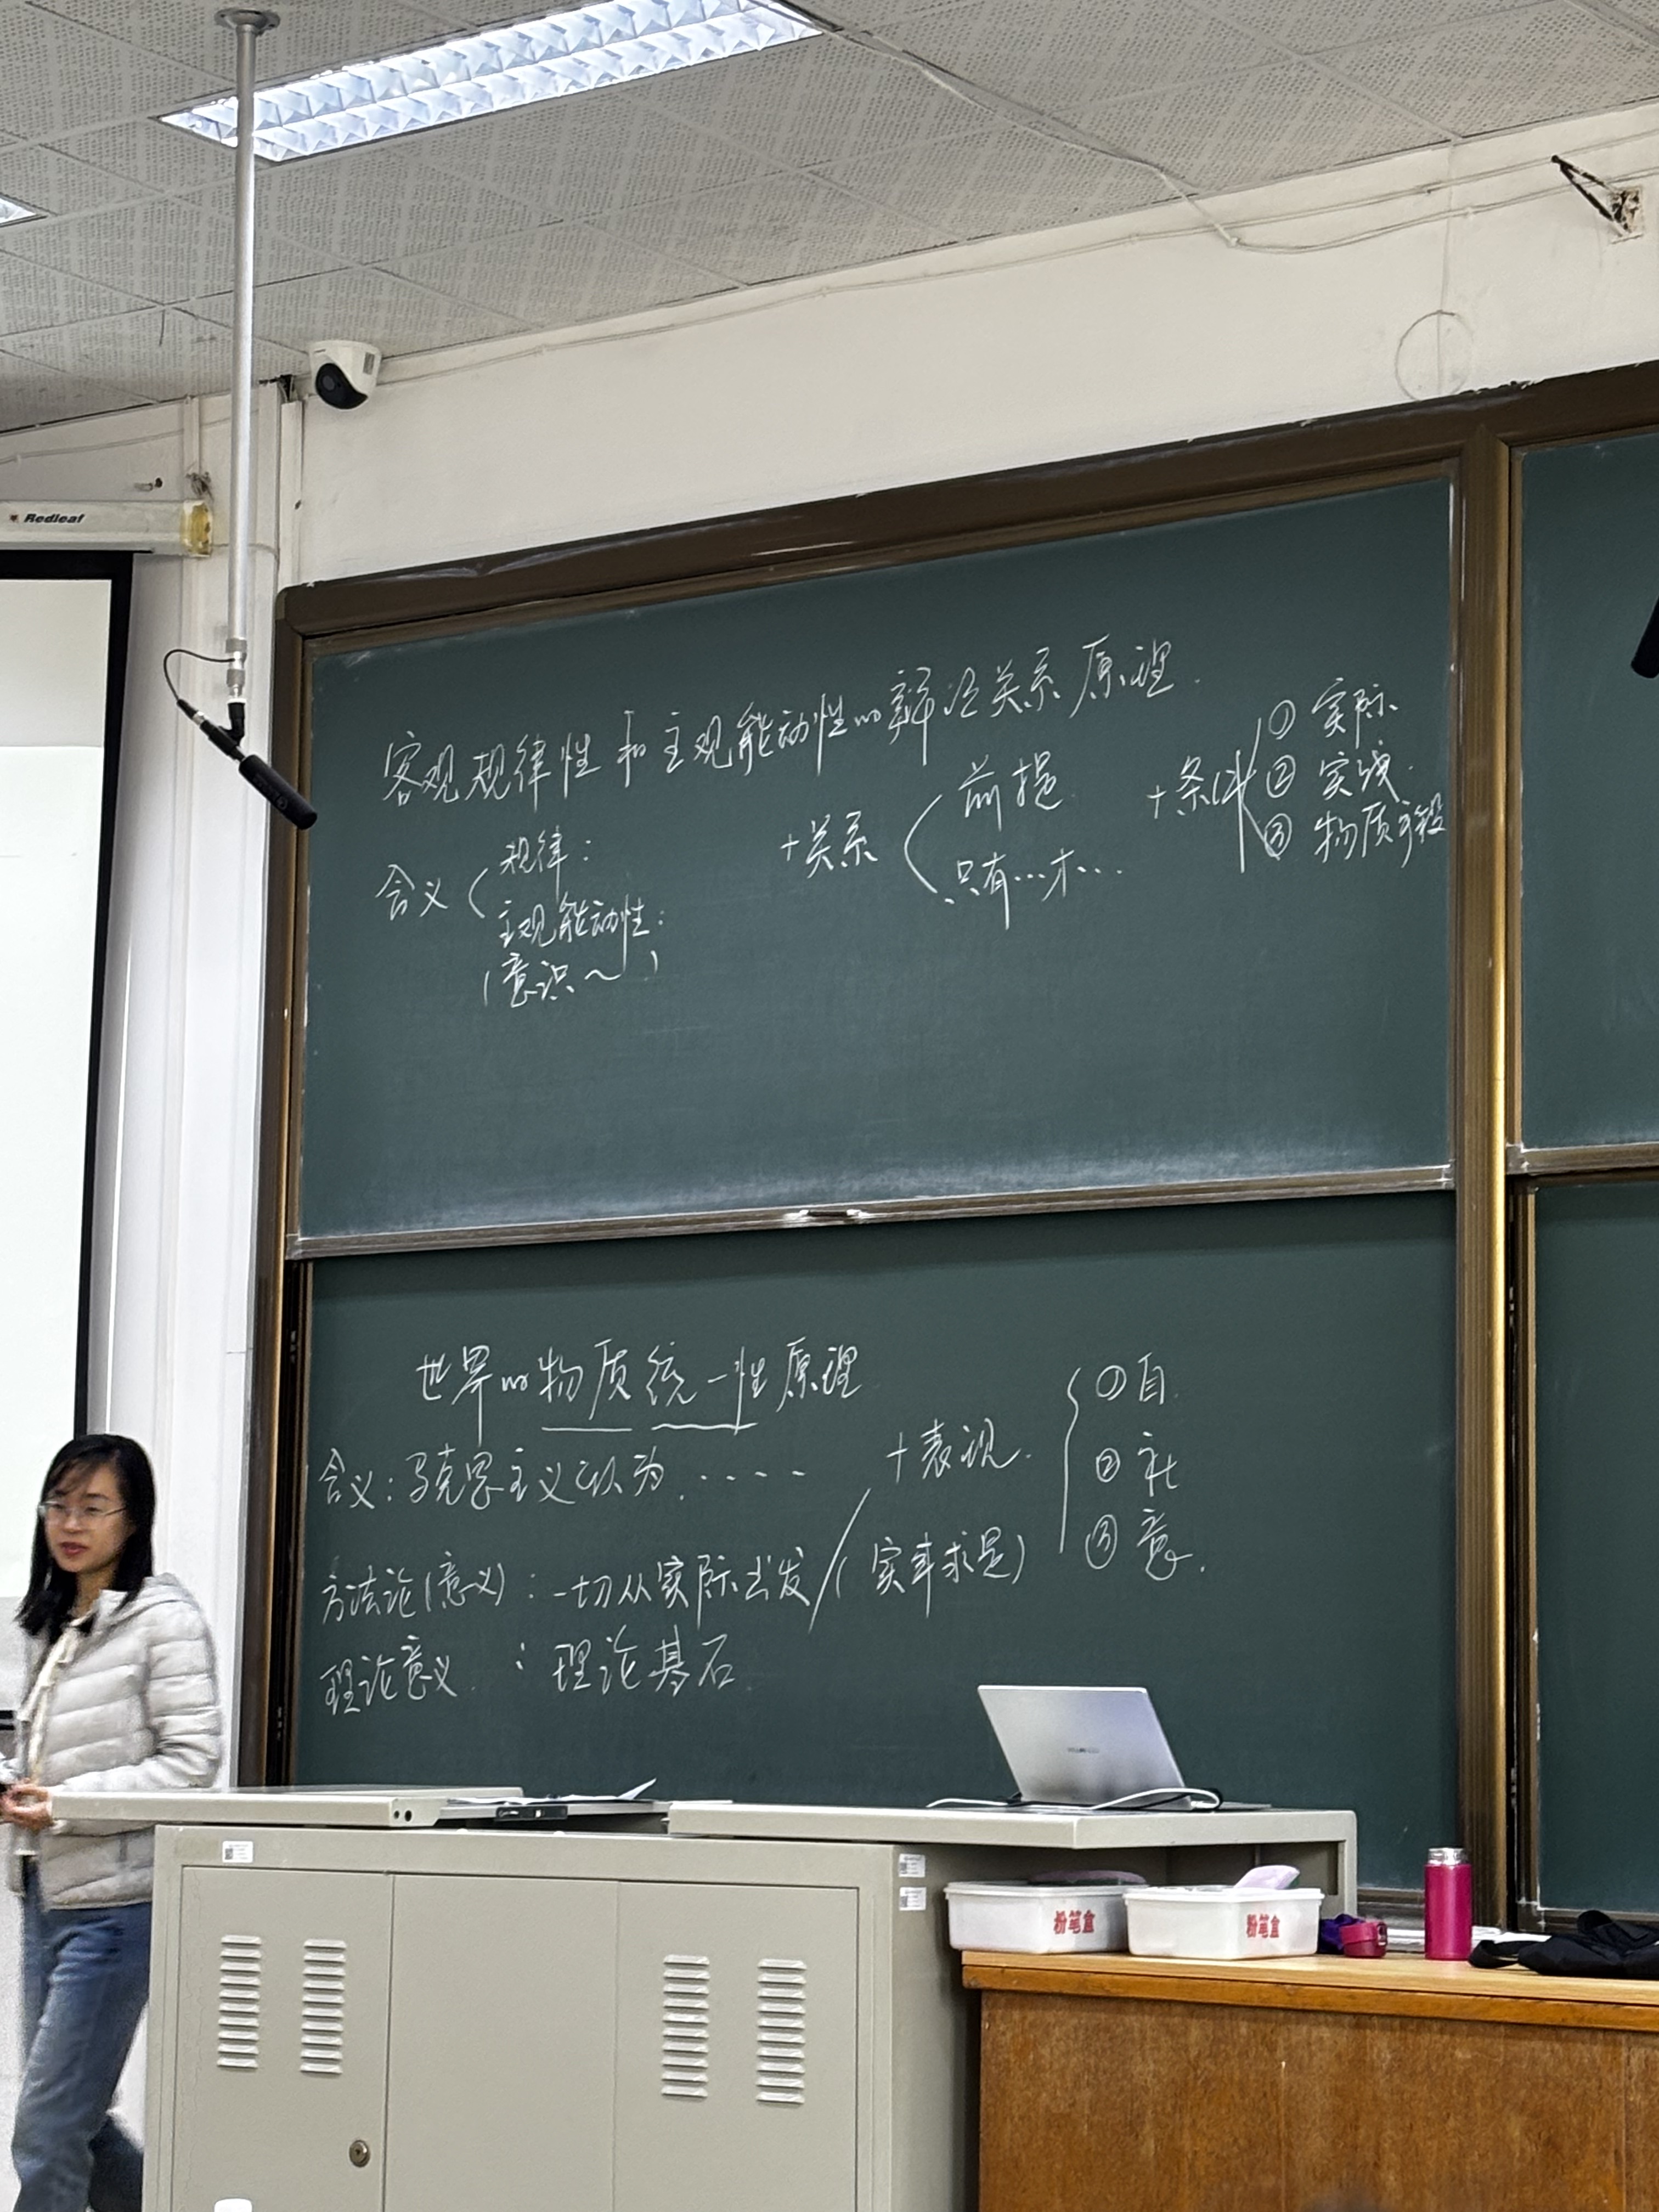 Redleaf
客观规律性和主观能动性的辩证关系原理.
含义 规律:
主观能动性:
(意识~)
+关系 前提
只有…才…
+条件 ① 实际.
② 实践.
③ 物质手段
世界的物质统一性原理
含义:马克思主义认为.····
+表现. ①自.
②社
③意.
方法论(意义):一切从实际出发/(实事求是)
理论意义:理论基石
粉笔盒
粉笔盒